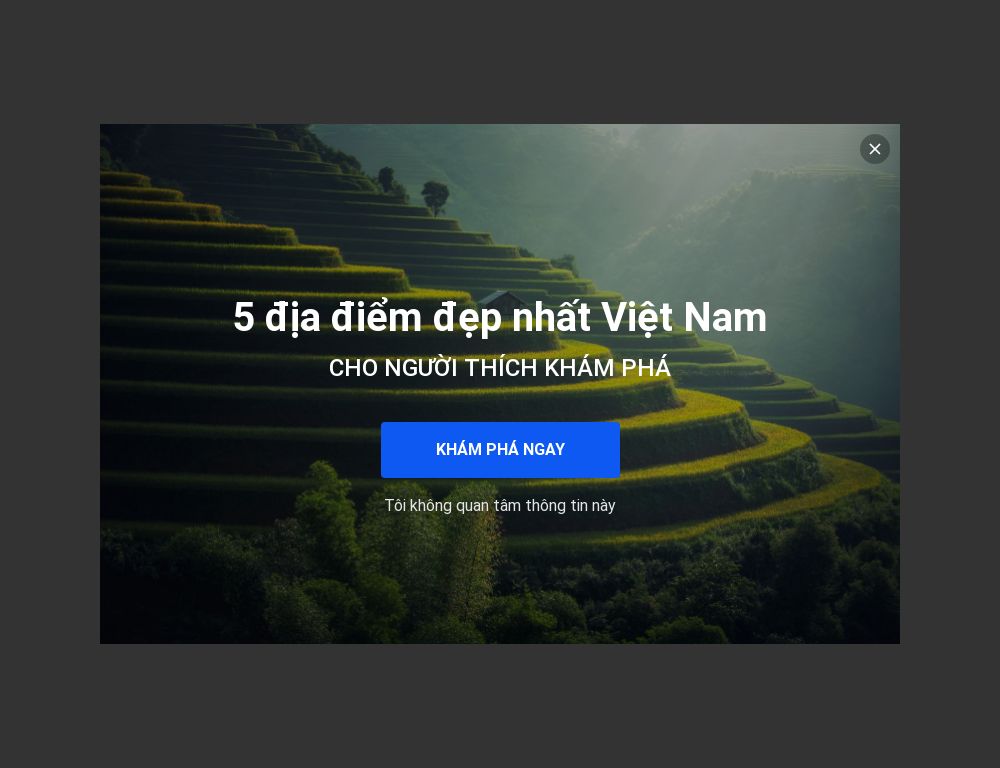 5 địa điểm đẹp nhất Việt Nam
CHO NGƯỜI THÍCH KHÁM PHÁ
KHÁM PHÁ NGAY
Tôi không quan tâm thông tin này